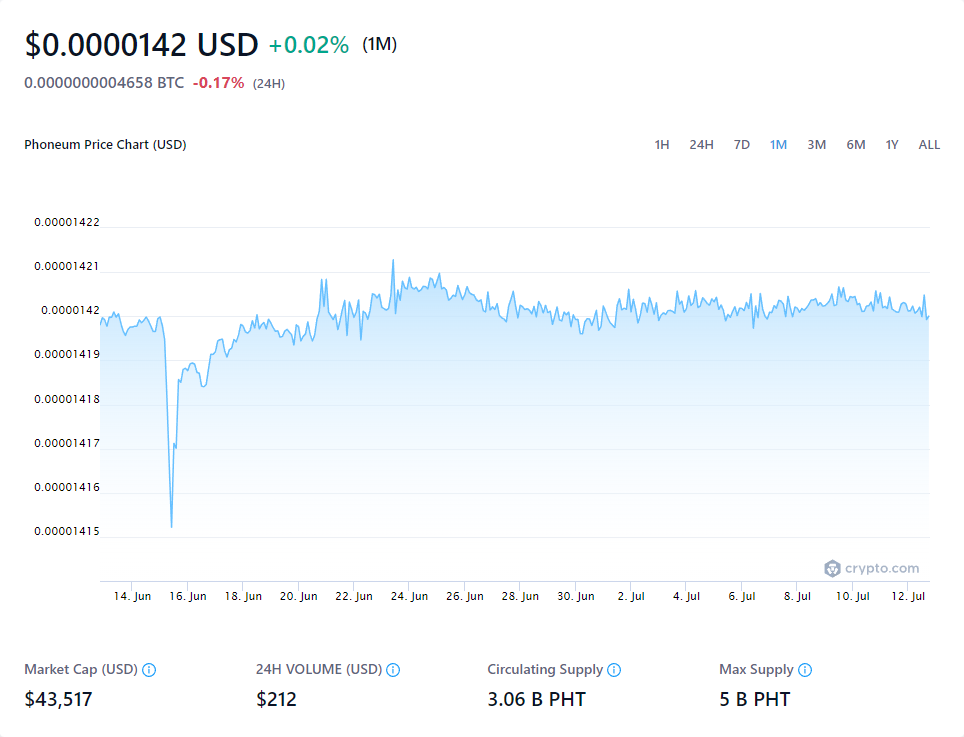 $0.0000142 USD +0.02% (1M)
0.0000000004658 BTC -0.17% (24H)
Phoneum Price Chart (USD) 1H 24H 7D 1M 3M 6M 1Y ALL
0.00001422
0.00001421
0.0000142
0.00001419
0.00001418
0.00001417
0.00001416
0.00001415
crypto.com
14. Jun 16. Jun 18. Jun 20. Jun 22. Jun 24. Jun 26. Jun 28. Jun 30. Jun 2. Jul 4. Jul 6. Jul 8. Jul 10. Jul 12. Jul
Market Cap (USD) 24H VOLUME (USD) Circulating Supply Max Supply
$43,517 $212 3.06 B PHT 5 B PHT